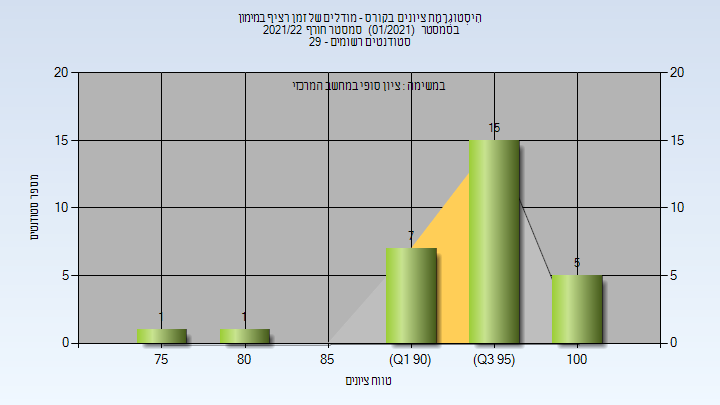 היסטוגרמת ציונים בקורס - מודלים של זמן רציף במימון
בסמסטר (01/2021) סמסטר חורף 2021/22
סטודנטים רשומים - 29
במשימה : ציון סופי במחשב המרכזי
מספר סטודנטים
20
15
10
5
0
20
15
10
5
0
1
1
7
15
5
75
80
85
(Q1 90)
(Q3 95)
100
טווח ציונים